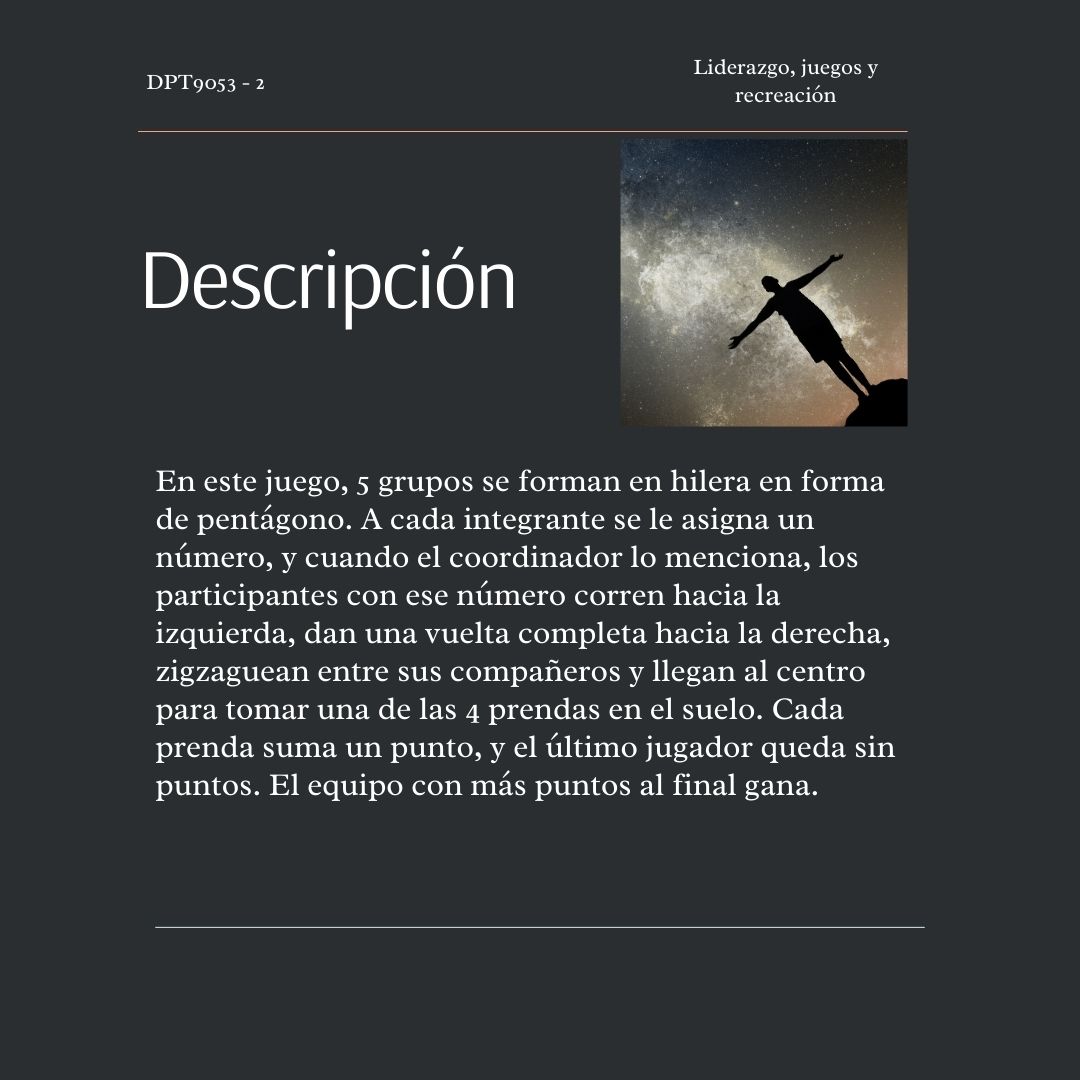 DPT9053 - 2
Liderazgo, juegos y
recreación
Descripción
En este juego, 5 grupos se forman en hilera en forma
de pentágono. A cada integrante se le asigna un
número, y cuando el coordinador lo menciona, los
participantes con ese número corren hacia la
izquierda, dan una vuelta completa hacia la derecha,
zigzaguean entre sus compañeros y llegan al centro
para tomar una de las 4 prendas en el suelo. Cada
prenda suma un punto, y el último jugador queda sin
puntos. El equipo con más puntos al final gana.